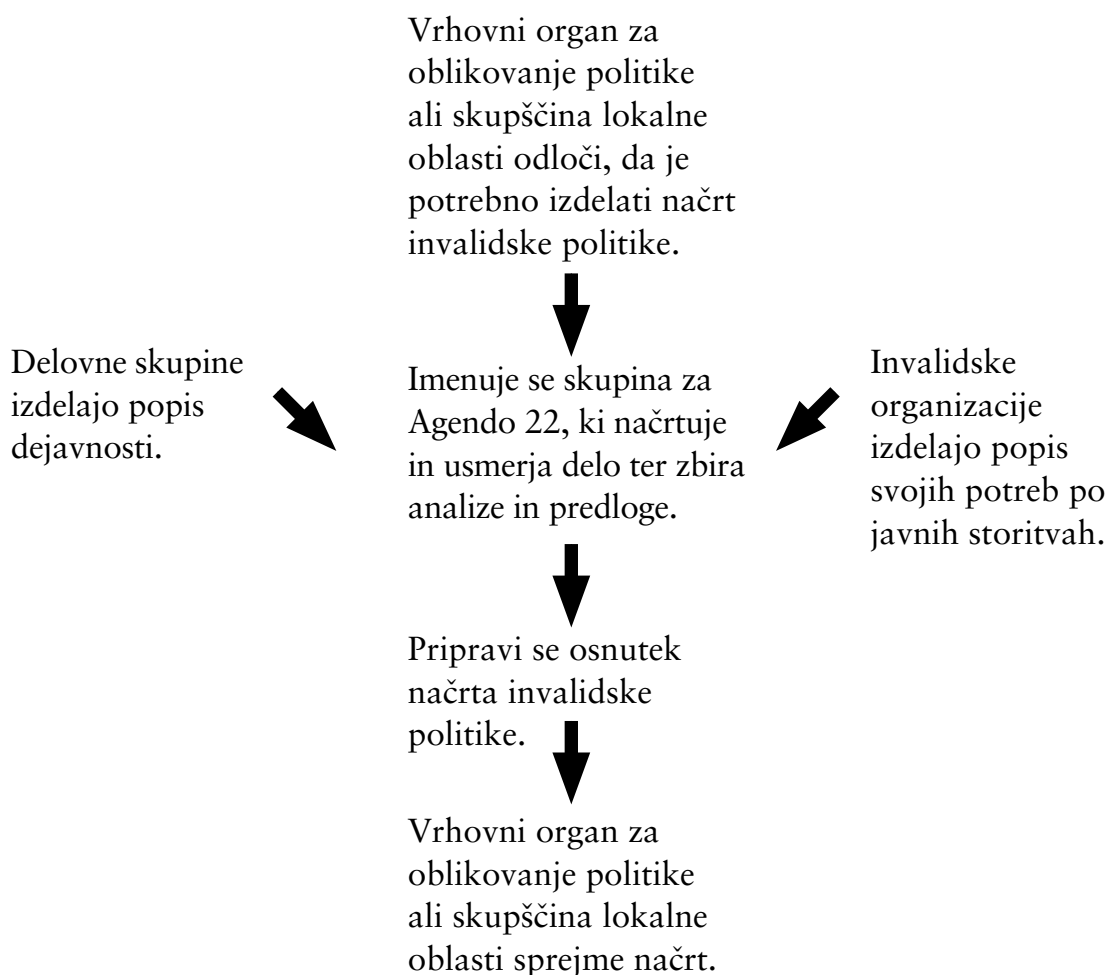 Vrhovni organ za
oblikovanje politike
ali skupščina lokalne
oblasti odloči, da je
potrebno izdelati načrt
invalidske politike.
Delovne skupine
izdelajo popis
dejavnosti.
Imenuje se skupina za
Agendo 22, ki načrtuje
in usmerja delo ter zbira
analize in predloge.
Invalidske
organizacije
izdelajo popis
svojih potreb po
javnih storitvah.
Pripravi se osnutek
načrta invalidske
politike.
Vrhovni organ za
oblikovanje politike
ali skupščina lokalne
oblasti sprejme načrt.